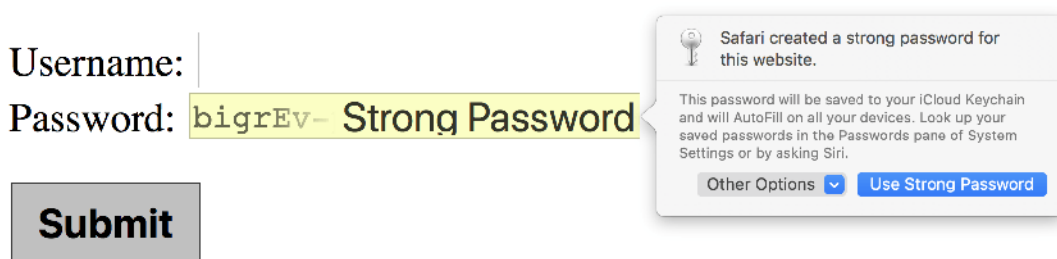 Username:
Password: bigrEv- Strong Password
Submit
Safari created a strong password for
this website.
This password will be saved to your iCloud Keychain
and will AutoFill on all your devices. Look up your
saved passwords in the Passwords pane of System
Settings or by asking Siri.
Other Options Use Strong Password